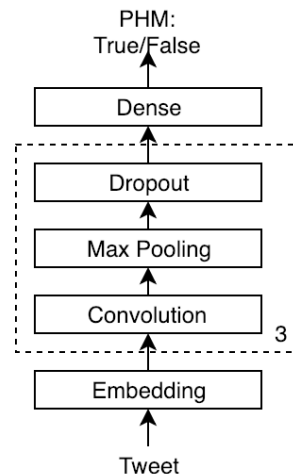 PHM:
True/False
Dense
Dropout
Max Pooling
Convolution
3
Embedding
Tweet